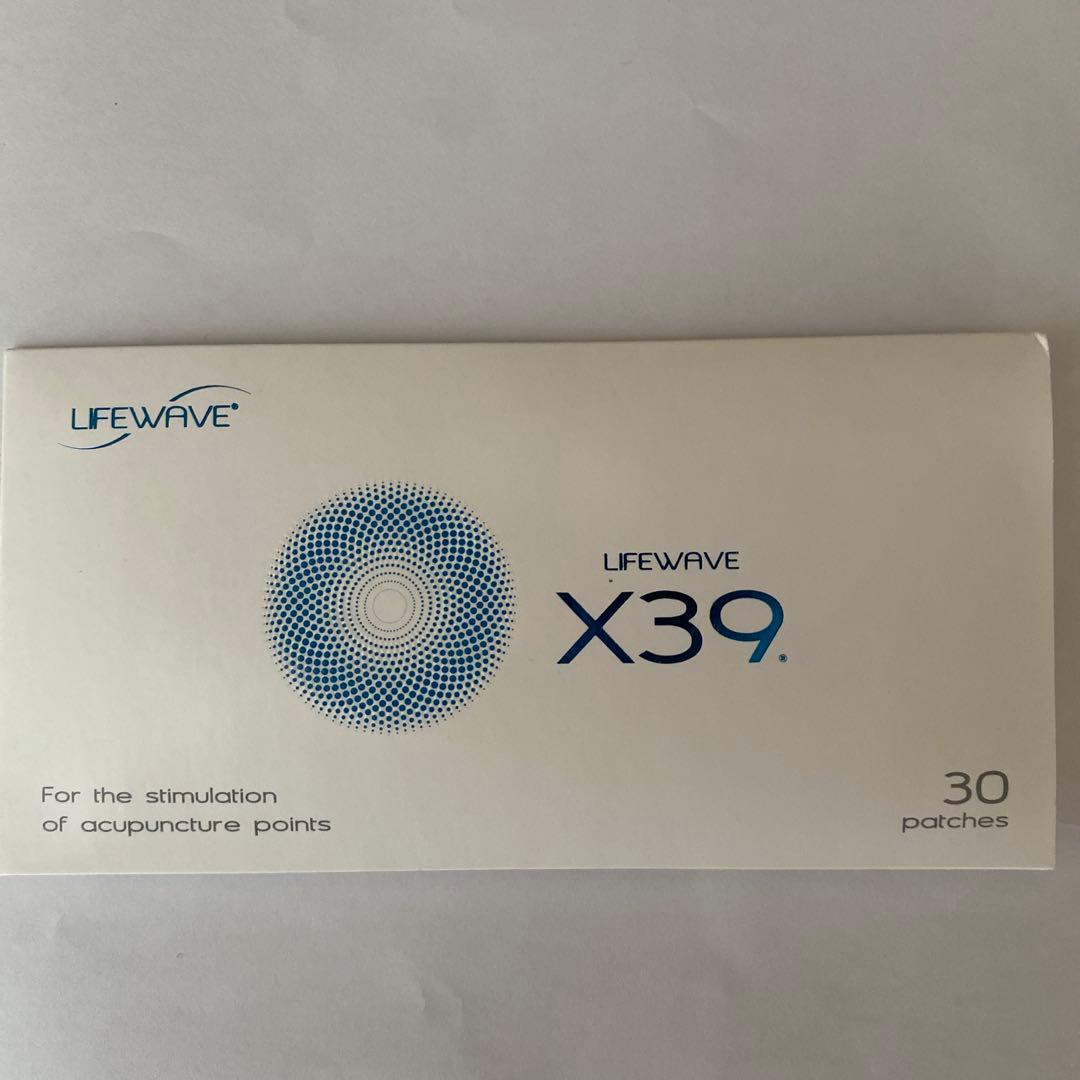 LIFEWAVE®
LIFEWAVE
X39®
For the stimulation
of acupuncture points
30
patches